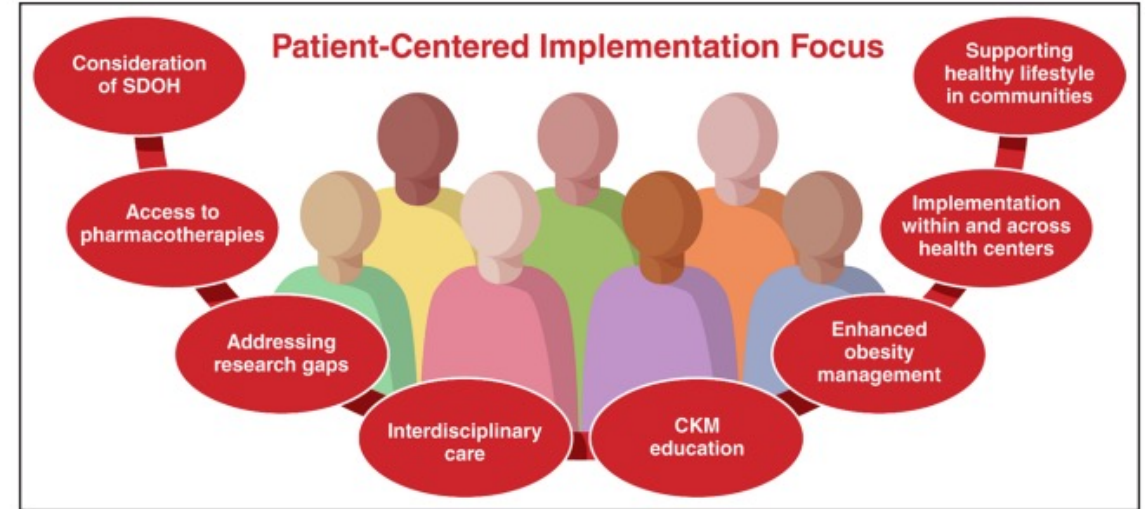 Patient-Centered Implementation Focus
Consideration
of SDOH
Access to
pharmacotherapies
Addressing
research gaps
Interdisciplinary
care
CKM
education
Enhanced
obesity
management
Implementation
within and across
health centers
Supporting
healthy lifestyle
in communities